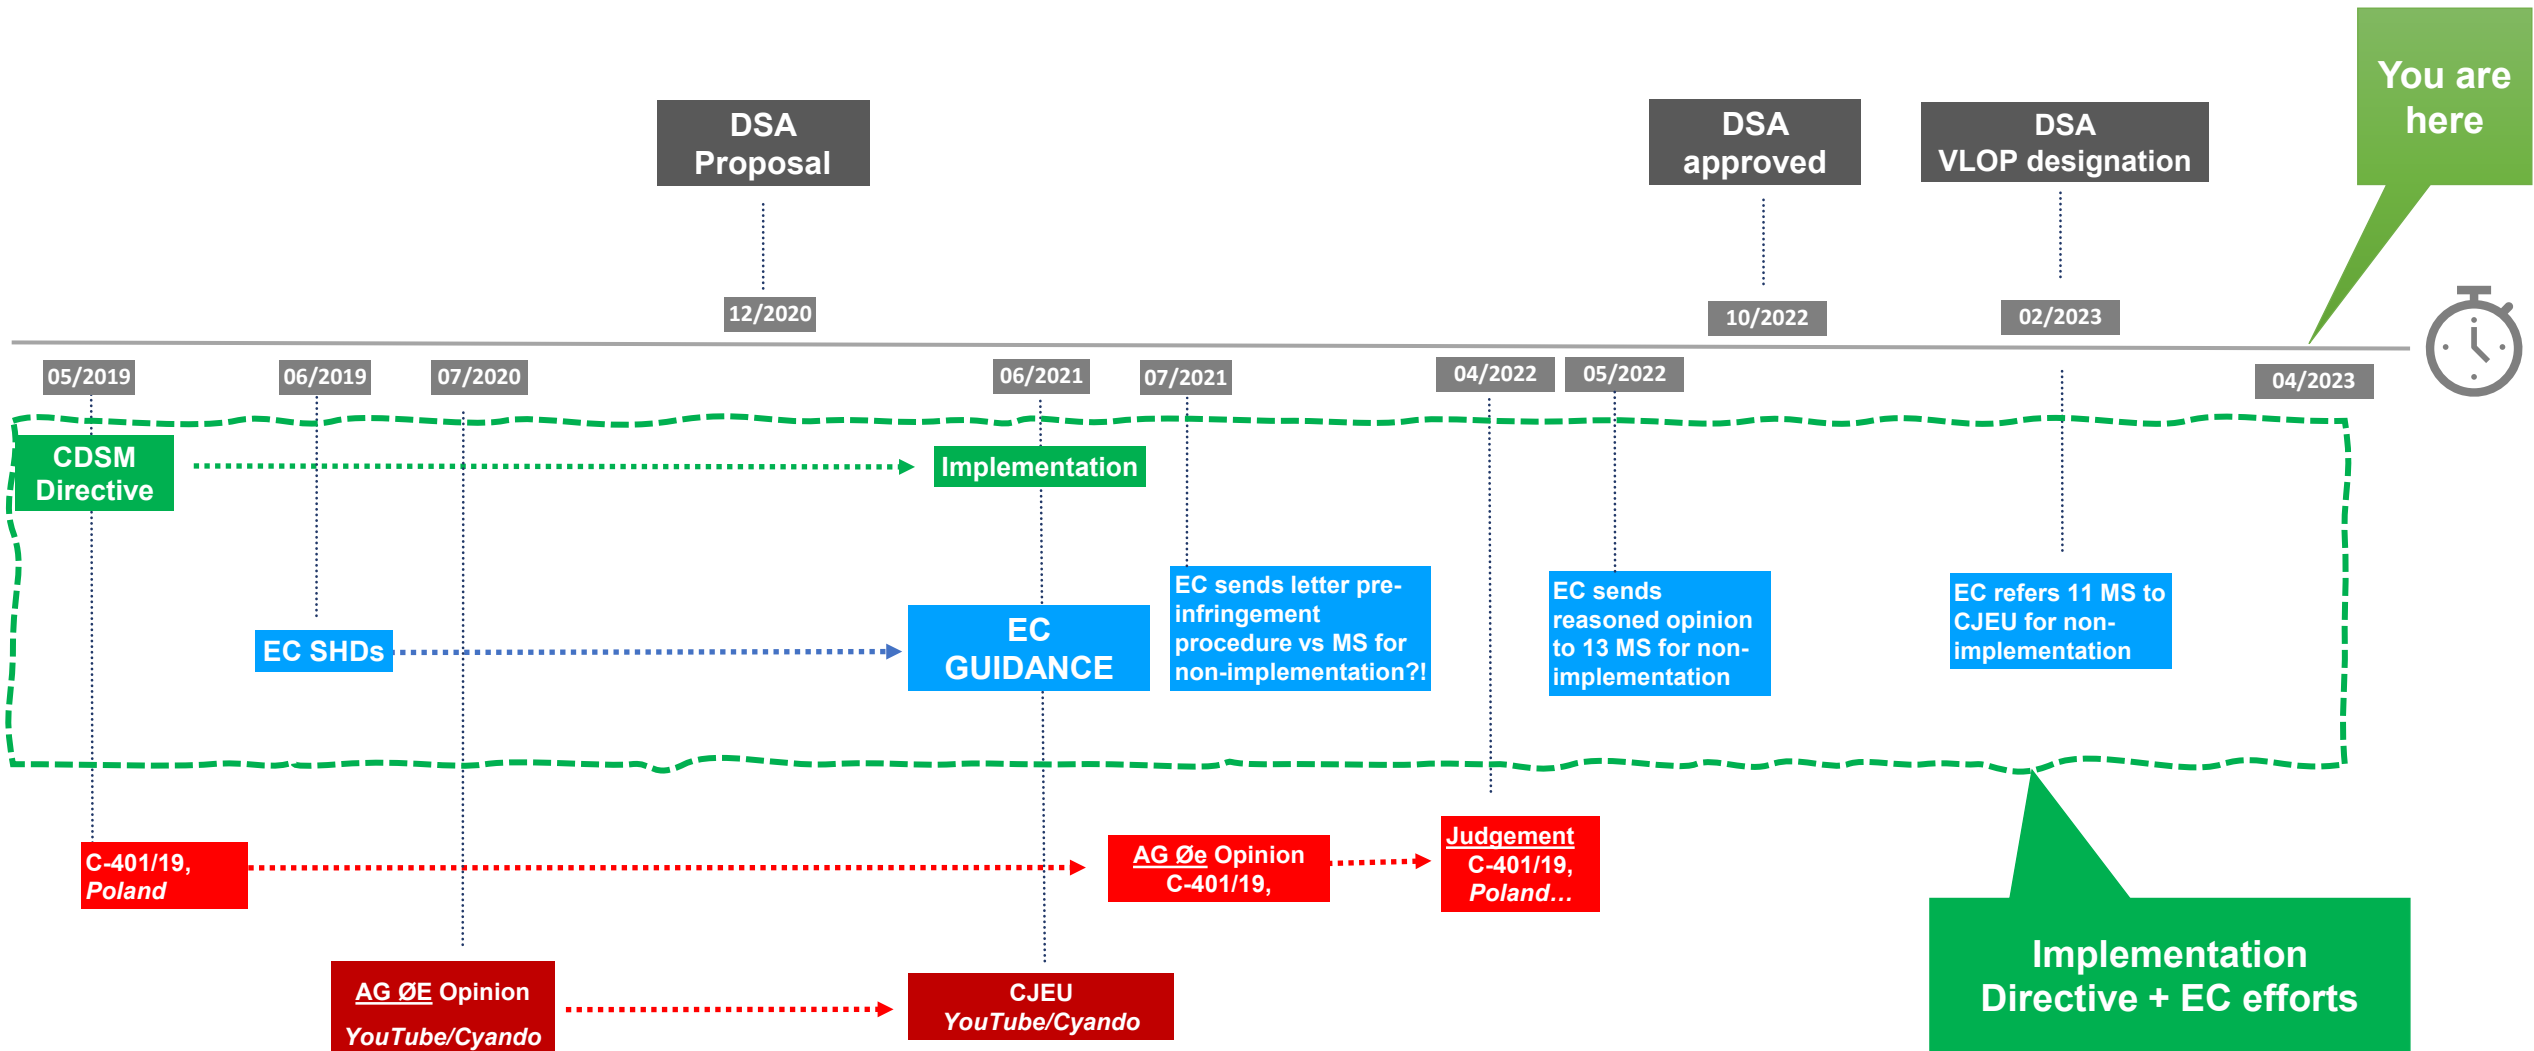 You are
here
DSA
Proposal
DSA
approved
DSA
VLOP designation
12/2020
10/2022
02/2023
05/2019
06/2019
07/2020
06/2021
07/2021
04/2022
05/2022
04/2023
CDSM
Directive
Implementation
EC SHDs
EC
GUIDANCE
EC sends letter pre-
infringement
procedure vs MS for
non-implementation?!
EC sends
reasoned opinion
to 13 MS for non-
implementation
EC refers 11 MS to
CJEU for non-
implementation
C-401/19,
Poland
AG Øe Opinion
C-401/19,
Judgement
C-401/19,
Poland…
AG ØE Opinion
YouTube/Cyando
CJEU
YouTube/Cyando
Implementation
Directive + EC efforts